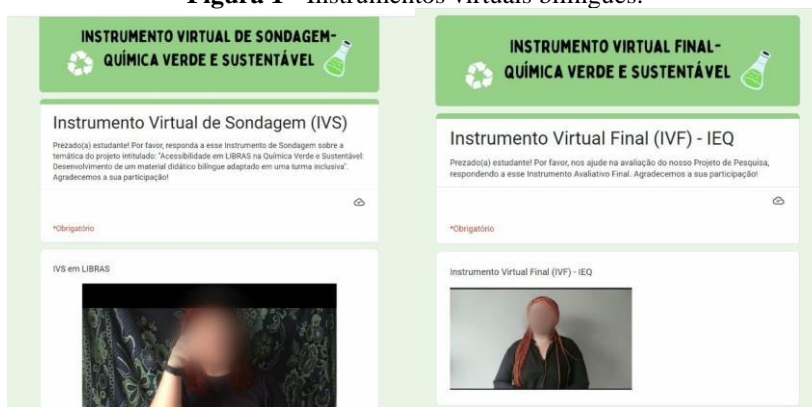 Figura 1 - Instrumentos virtuais bilíngues.
INSTRUMENTO VIRTUAL DE SONDAGEM-
QUÍMICA VERDE E SUSTENTÁVEL
Instrumento Virtual de Sondagem (IVS)
Prezado(a) estudante! Por favor, responda a esse Instrumento de Sondagem sobre a
temática do projeto intitulado: "Acessibilidade em LIBRAS na Química Verde e Sustentável:
Desenvolvimento de um material didático bilíngue adaptado em uma turma inclusiva".
Agradecemos a sua participação!
*Obrigatório
IVS em LIBRAS
INSTRUMENTO VIRTUAL FINAL-
QUÍMICA VERDE E SUSTENTÁVEL
Instrumento Virtual Final (IVF) - IEQ
Prezado(a) estudante! Por favor, nos ajude na avaliação do nosso Projeto de Pesquisa,
respondendo a esse Instrumento Avaliativo Final. Agradecemos a sua participação!
*Obrigatório
Instrumento Virtual Final (IVF) - IEQ